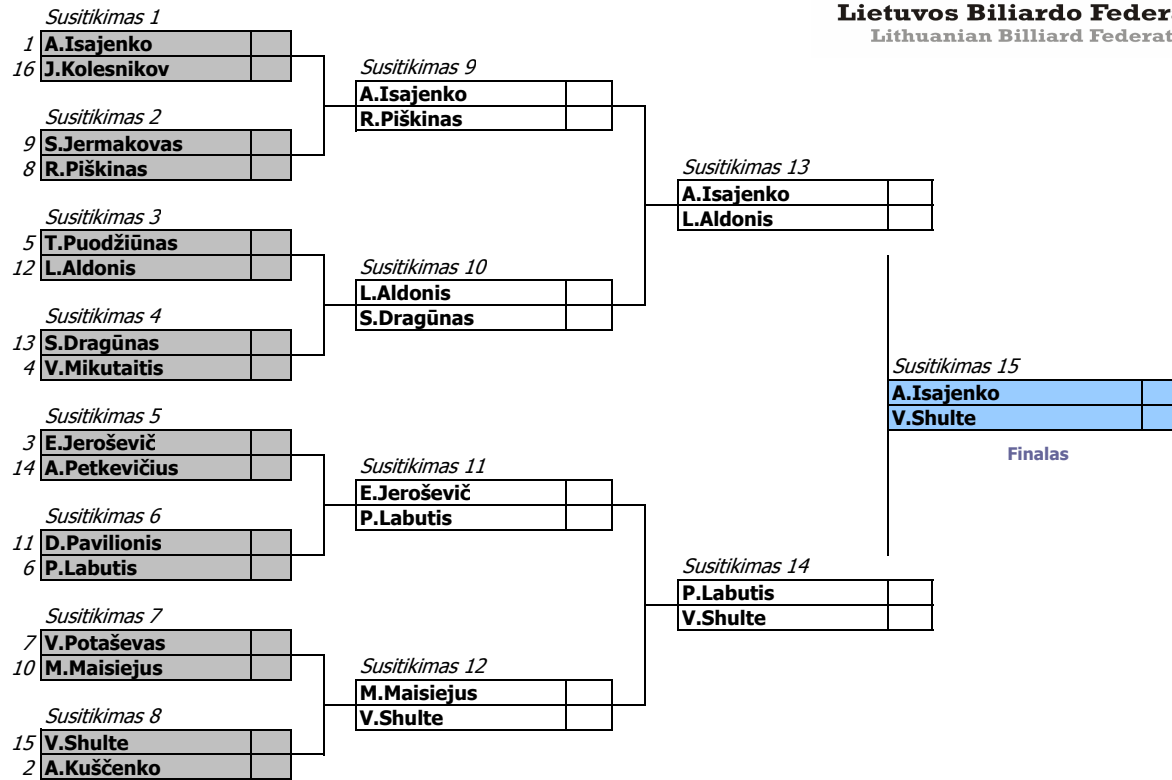 Lietuvos Biliardo Feder
Lithuanian Billiard Federat
Susitikimas 1
1 A.Isajenko
16 J.Kolesnikov
Susitikimas 2
9 S.Jermakovas
8 R.Piškinas
Susitikimas 3
5 T.Puodžiūnas
12 L.Aldonis
Susitikimas 4
13 S.Dragūnas
4 V.Mikutaitis
Susitikimas 5
3 E.Jeroševič
14 A.Petkevičius
Susitikimas 6
11 D.Pavilionis
6 P.Labutis
Susitikimas 7
7 V.Potaševas
10 M.Maisiejus
Susitikimas 8
15 V.Shulte
2 A.Kuščenko
Susitikimas 9
A.Isajenko
R.Piškinas
Susitikimas 10
L.Aldonis
S.Dragūnas
Susitikimas 11
E.Jeroševič
P.Labutis
Susitikimas 12
M.Maisiejus
V.Shulte
Susitikimas 13
A.Isajenko
L.Aldonis
Susitikimas 14
P.Labutis
V.Shulte
Susitikimas 15
A.Isajenko
V.Shulte
Finalas